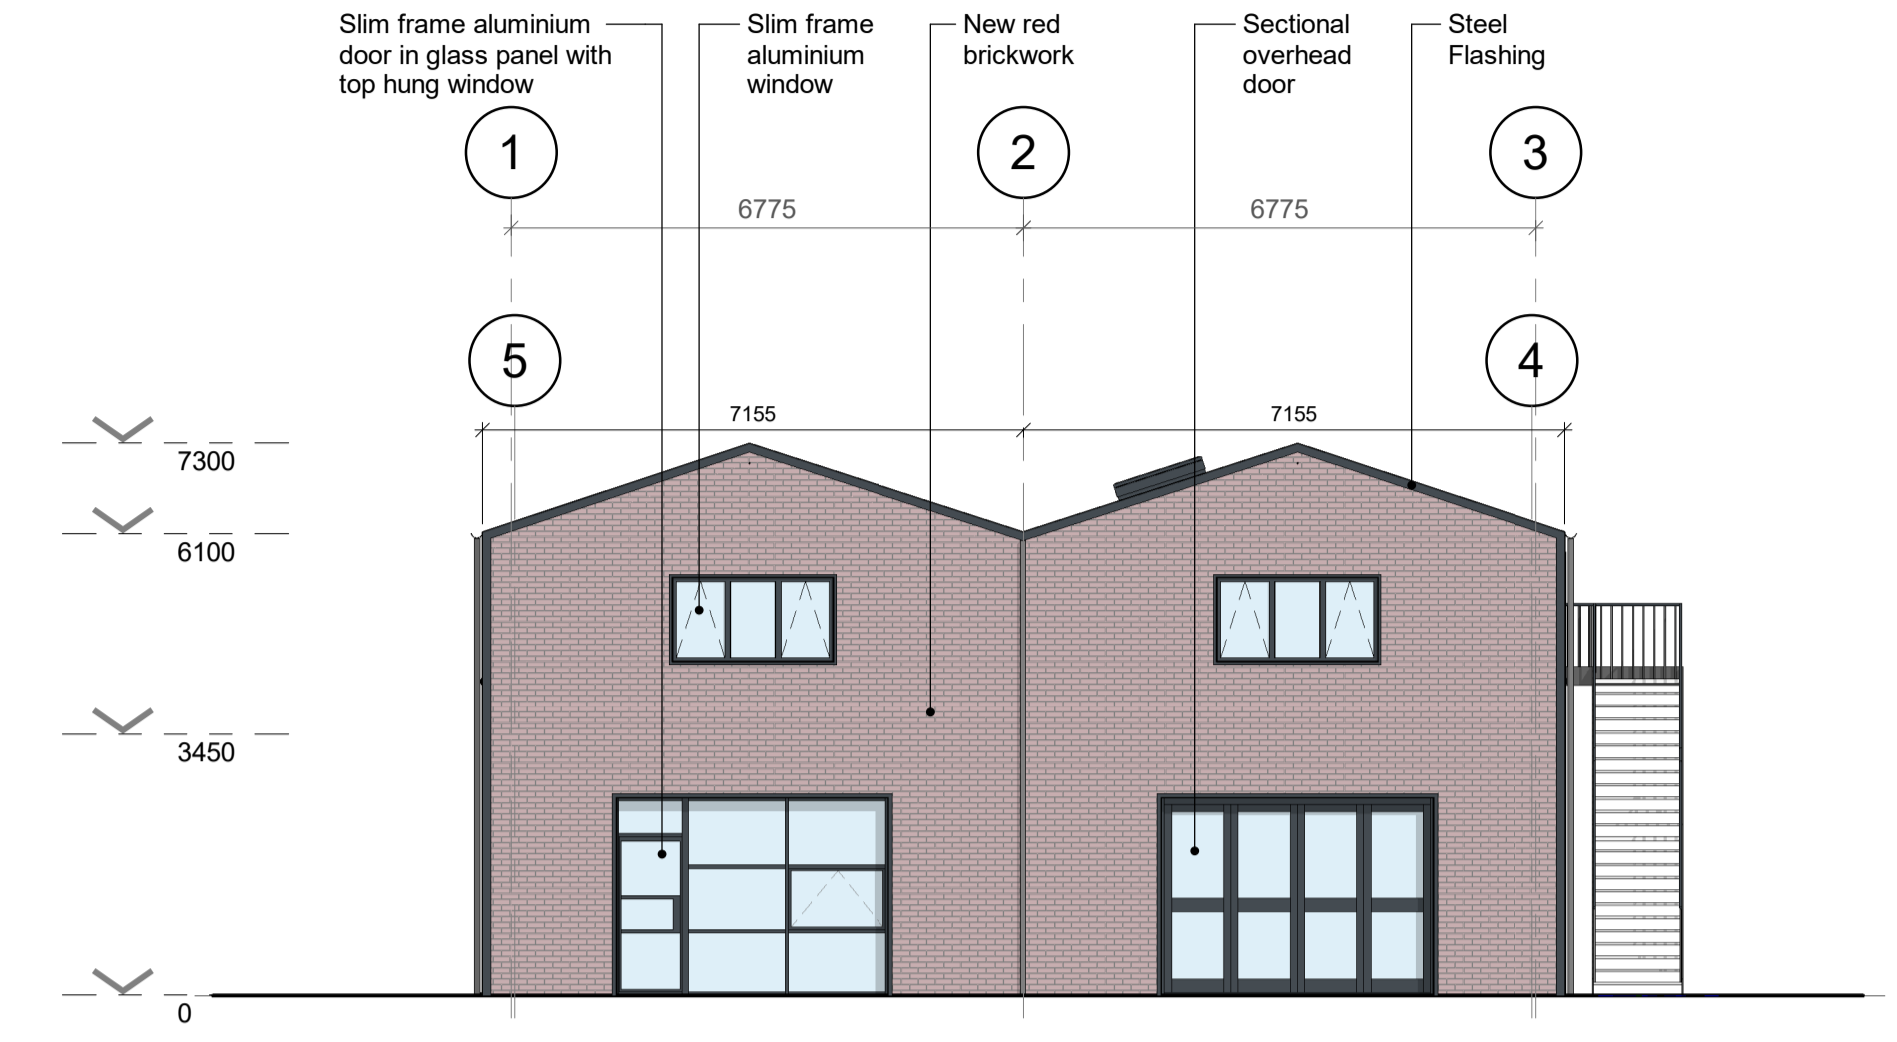 Slim frame aluminium
door in glass panel with
top hung window
Slim frame
aluminium
window
New red
brickwork
Sectional
overhead
door
Steel
Flashing
1
2
3
6775
6775
5
4
7155
7155
7300
6100
3450
0